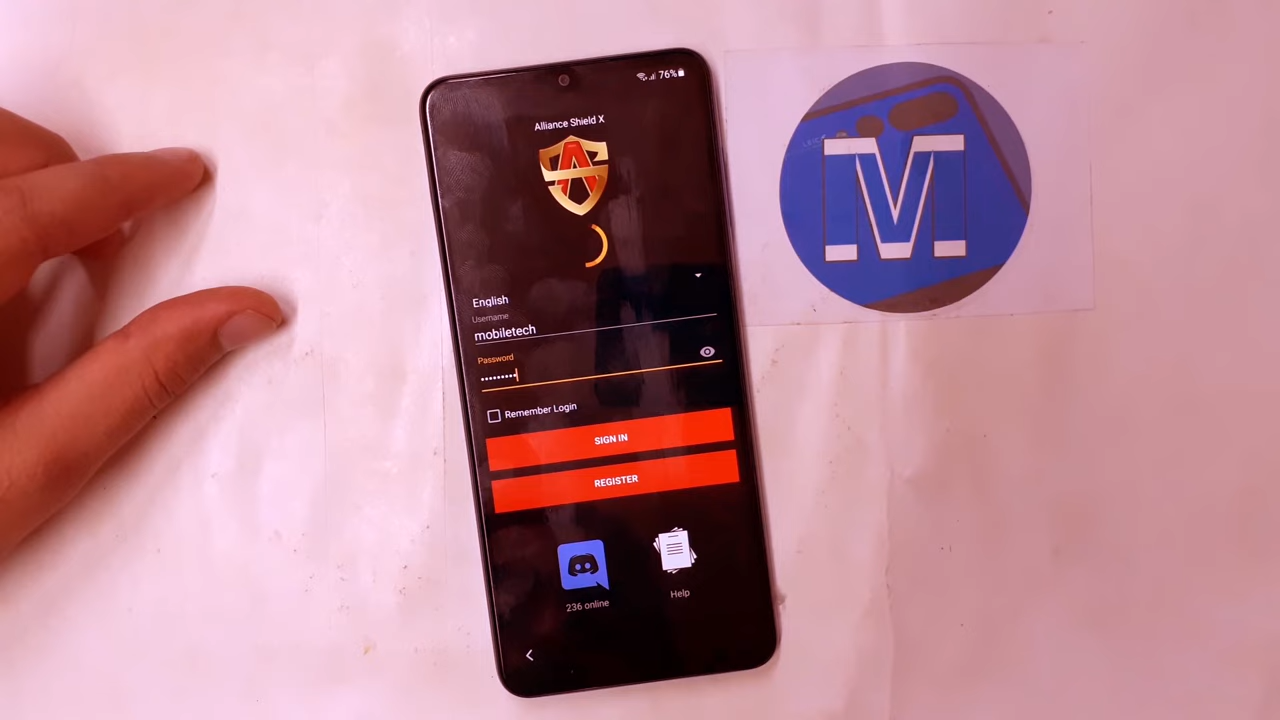 76%
Alliance Shield X
English
Username
mobiletech
Password
Remember Login
SIGN IN
REGISTER
236 online
Help
M